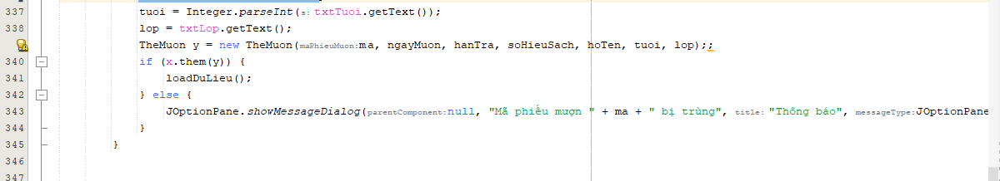 337 tuoi = Integer.parseInt(s: txtTuoi.getText());
338 lop = txtLop.getText();
TheMuon y = new TheMuon(maPhieuMuon: ma, ngayMuon, hanTra, soHieuSach, hoTen, tuoi, lop);;
340 if (x.them(y)) {
341 loadDuLieu();
342 } else {
343 JOptionPane.showMessageDialog(parentComponent: null, "Mã phiếu mượn " + ma + " bị trùng", title: "Thông báo", messageType: JOptionPane
344 }
345 }
346
347